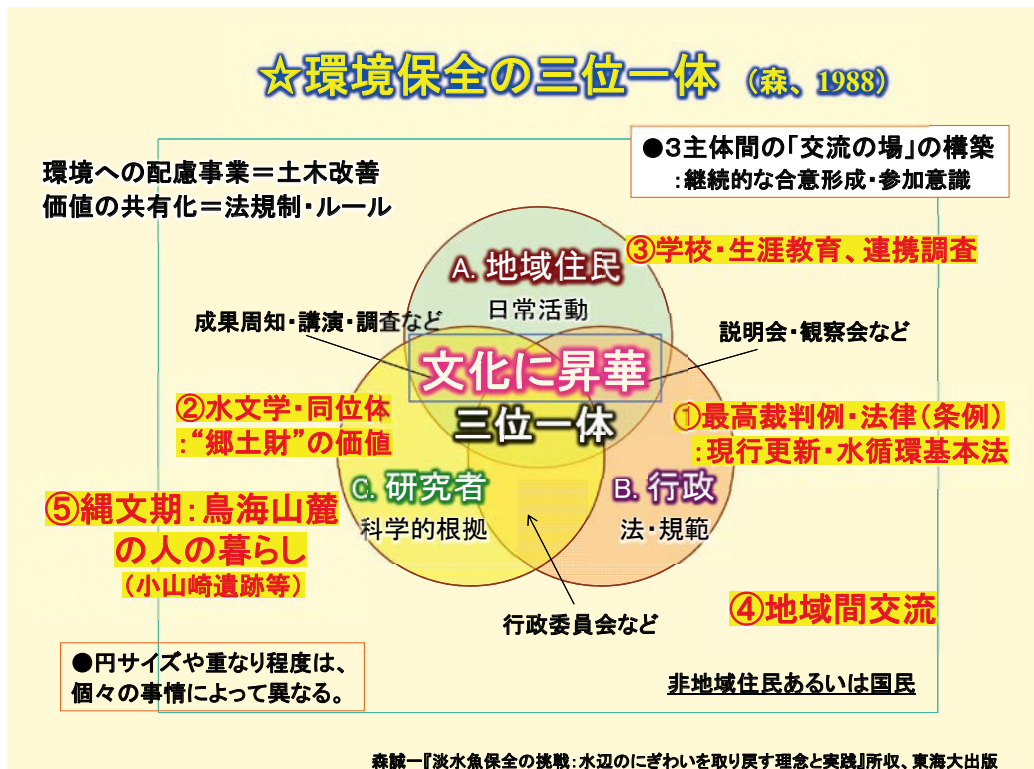 ☆環境保全の三位一体 (森、1988)
環境への配慮事業＝土木改善
価値の共有化＝法規制・ルール
●3主体間の「交流の場」の構築
：継続的な合意形成・参加意識
③学校・生涯教育、連携調査
A. 地域住民
日常活動
成果周知・講演・調査など
説明会・観察会など
文化に昇華
三位一体
②水文学・同位体
：“郷土財”の価値
①最高裁判例・法律（条例）
：現行更新・水循環基本法
C. 研究者
科学的根拠
B. 行政
法・規範
⑤縄文期：鳥海山麓
の人の暮らし
（小山崎遺跡等）
④地域間交流
行政委員会など
●円サイズや重なり程度は、
個々の事情によって異なる。
非地域住民あるいは国民
森誠一『淡水魚保全の挑戦：水辺のにぎわいを取り戻す理念と実践』所収、東海大出版